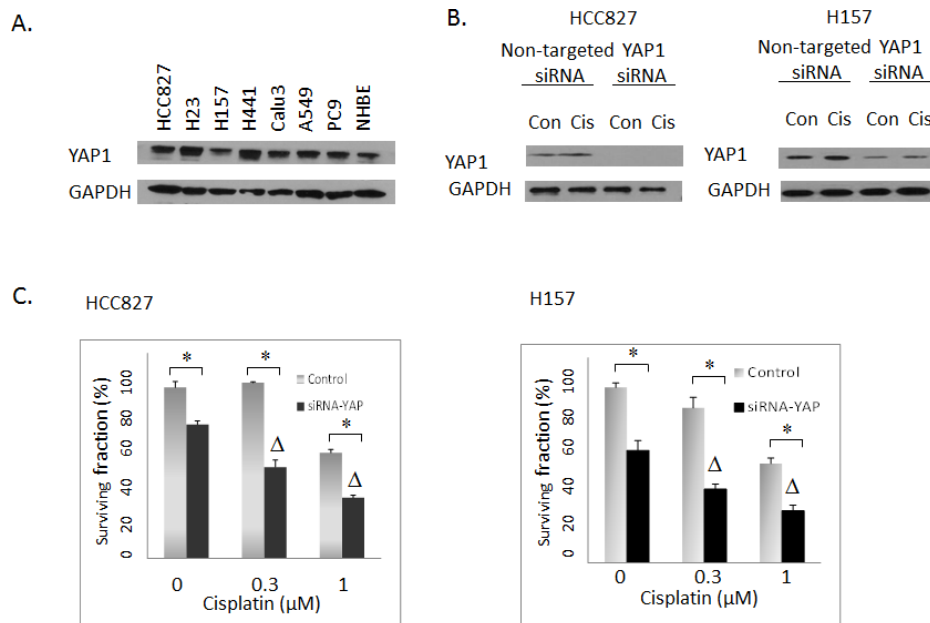 A.
HCC827
H23
H157
H441
Calu3
A549
PC9
NHBE
YAP1
GAPDH
B.
HCC827
Non-targeted YAP1
siRNA siRNA
Con Cis Con Cis
YAP1
GAPDH
H157
Non-targeted YAP1
siRNA siRNA
Con Cis Con Cis
YAP1
GAPDH
C.
HCC827
Surviving fraction (%)
100
80
60
40
20
0
* * *
Δ Δ
Control
siRNA-YAP
0 0.3 1
Cisplatin (µM)
H157
Surviving fraction (%)
100
80
60
40
20
0
* * *
Δ Δ
Control
siRNA-YAP
0 0.3 1
Cisplatin (µM)